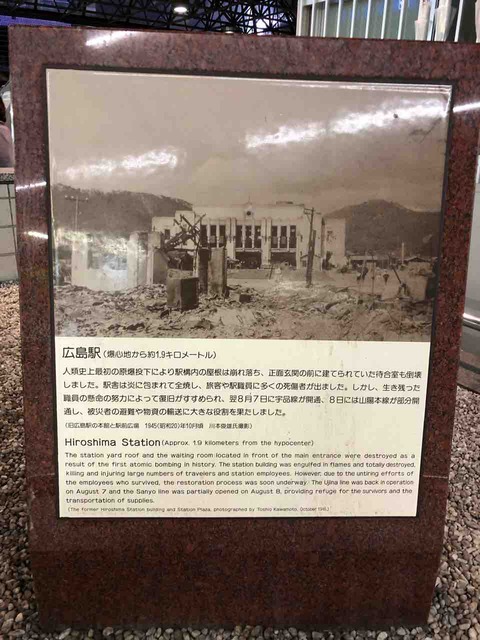 広島駅（爆心地から約1.9キロメートル）
人類史上最初の原爆投下により駅構内の屋根は崩れ落ち、正面玄関の前に建てられていた待合室も倒壊
しました。駅舎は炎に包まれて全焼し、旅客や駅職員に多くの死傷者が出ました。しかし、生き残った
職員の懸命の努力によって復旧がすすめられ、翌8月7日に宇品線が開通、8日には山陽本線が部分開
通し、被災者の避難や物資の輸送に大きな役割を果たしました。
（旧広島駅の本館と駅前広場　1945(昭和20)年10月頃　川本俊雄氏撮影）
Hiroshima Station(Approx. 1.9 kilometers from the hypocenter)
The station yard roof and the waiting room located in front of the main entrance were destroyed as a
result of the first atomic bombing in history. The station building was engulfed in flames and totally destroyed,
killing and injuring large numbers of travelers and station employees. However, due to the untiring efforts of
the employees who survived, the restoration process was soon underway. The Ujina line was back in operation
on August 7 and the Sanyo line was partially opened on August 8, providing refuge for the survivors and the
transportation of supplies.
(The former Hiroshima Station building and Station Plaza, photographed by Toshio Kawamoto, October 1945.)